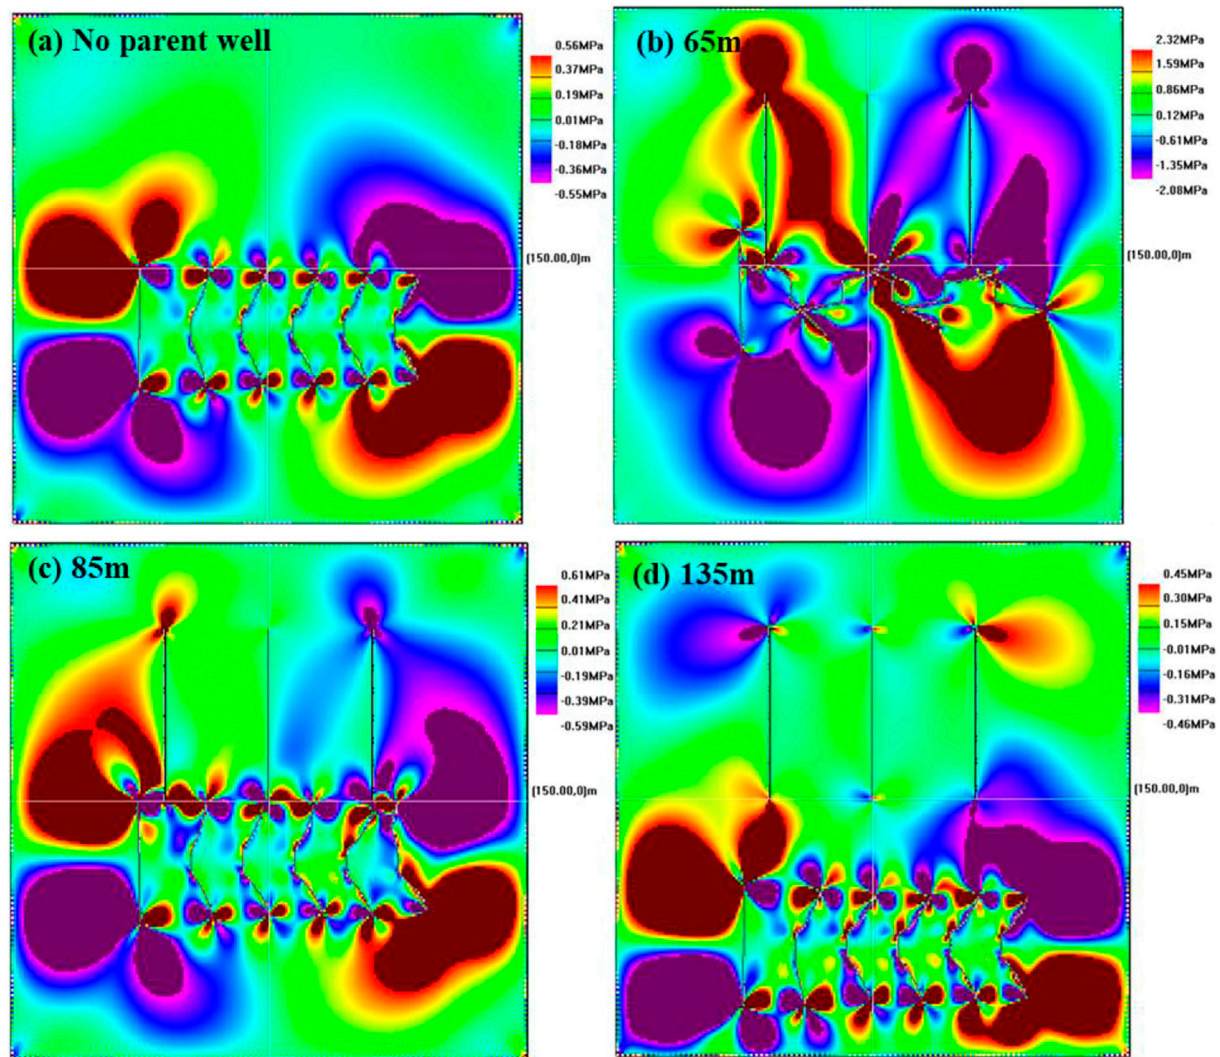 (a) No parent well
0.56MPa
0.37MPa
0.19MPa
0.01MPa
-0.18MPa
-0.36MPa
-0.55MPa
[150.00,0]m
(b) 65m
2.32MPa
1.59MPa
0.86MPa
0.12MPa
-0.61MPa
-1.35MPa
-2.08MPa
[150.00,0]m
(c) 85m
0.61MPa
0.41MPa
0.21MPa
0.01MPa
-0.19MPa
-0.39MPa
-0.59MPa
[150.00,0]m
(d) 135m
0.45MPa
0.30MPa
0.15MPa
-0.01MPa
-0.16MPa
-0.31MPa
-0.46MPa
[150.00,0]m